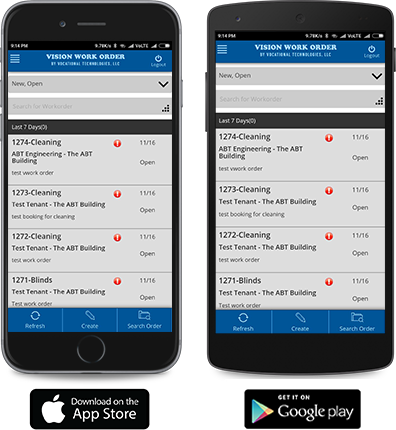 9:14 PM 9.78K/s VoLTE
VISION WORK ORDER
BY VOCATIONAL TECHNOLOGIES, LLC
Logout
New, Open
Search for Workorder
Last 7 Days(0)
1274-Cleaning 11/16
ABT Engineering - The ABT
Building
Open
test vwork order
1273-Cleaning 11/16
Test Tenant - The ABT Building
Open
test booking for cleaning
1272-Cleaning 11/16
Test Tenant - The ABT Building
Open
test work order
1271-Blinds 11/16
Test Tenant - The ABT Building
Open
Test work order
Refresh Create Search Order
Download on the
App Store
9:14 PM 9.78K/s VoLTE
VISION WORK ORDER
BY VOCATIONAL TECHNOLOGIES, LLC
Logout
New, Open
Search for Workorder
Last 7 Days(0)
1274-Cleaning 11/16
ABT Engineering - The ABT
Building
Open
test vwork order
1273-Cleaning 11/16
Test Tenant - The ABT Building
Open
test booking for cleaning
1272-Cleaning 11/16
Test Tenant - The ABT Building
Open
test work order
1271-Blinds 11/16
Test Tenant - The ABT Building
Open
Test work order
Refresh Create Search Order
GET IT ON
Google play